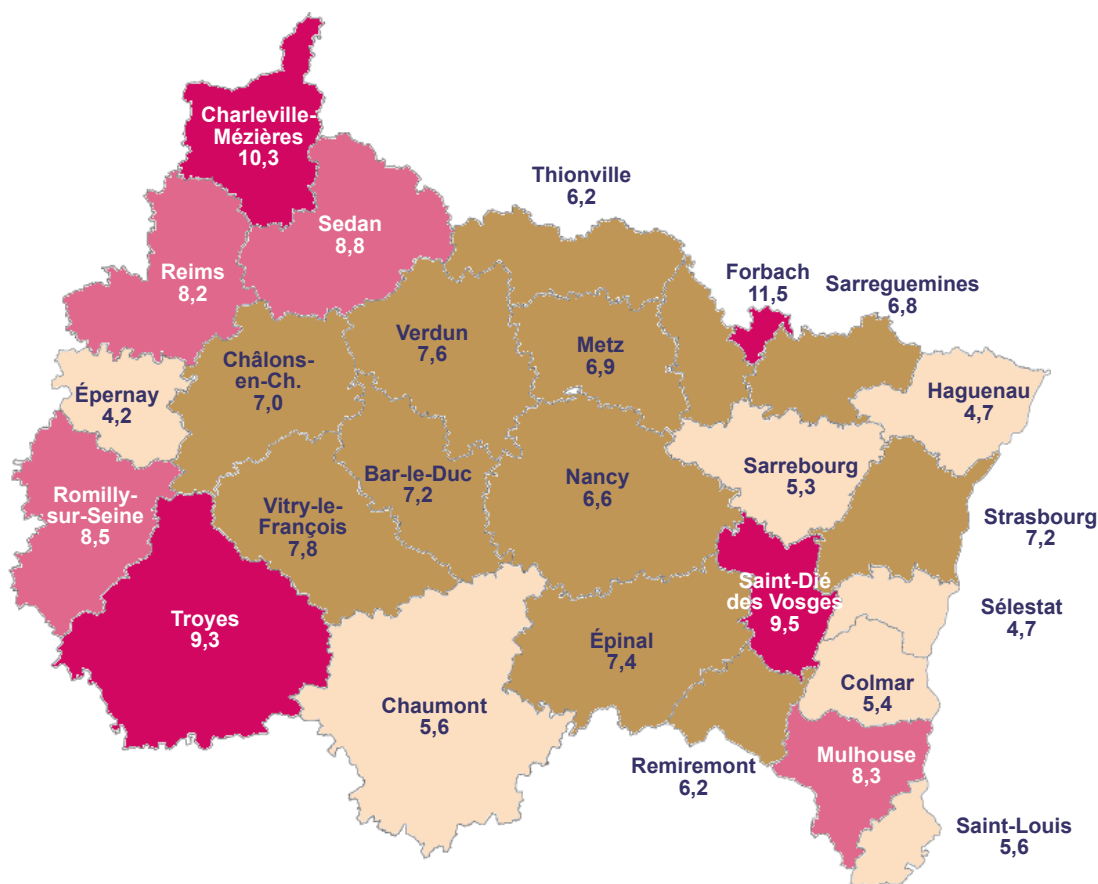 Charleville-
Mézières
10,3
Thionville
6,2
Sedan
8,8
Reims
8,2
Forbach
11,5
Sarreguemines
6,8
Verdun
7,6
Metz
6,9
Châlons-
en-Ch.
7,0
Épernay
4,2
Haguenau
4,7
Sarrebourg
5,3
Bar-le-Duc
7,2
Nancy
6,6
Romilly-
sur-Seine
8,5
Vitry-le-
François
7,8
Strasbourg
7,2
Saint-Dié
des Vosges
9,5
Troyes
9,3
Sélestat
4,7
Épinal
7,4
Colmar
5,4
Chaumont
5,6
Remiremont
6,2
Mulhouse
8,3
Saint-Louis
5,6